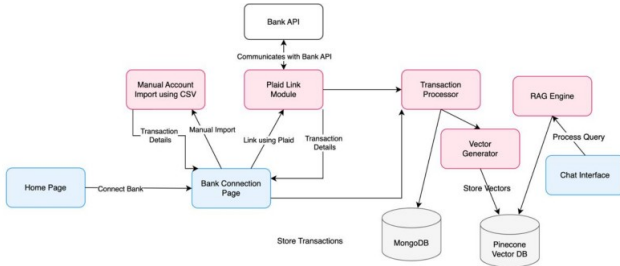 Bank API
Communicates with Bank API
Manual Account
Import using CSV
Plaid Link
Module
Transaction
Processor
RAG Engine
Transaction
Details
Manual Import
Link using Plaid
Transaction
Details
Vector
Generator
Process Query
Home Page
Connect Bank
Bank Connection
Page
Store Vectors
Chat Interface
Store Transactions
MongoDB
Pinecone
Vector DB